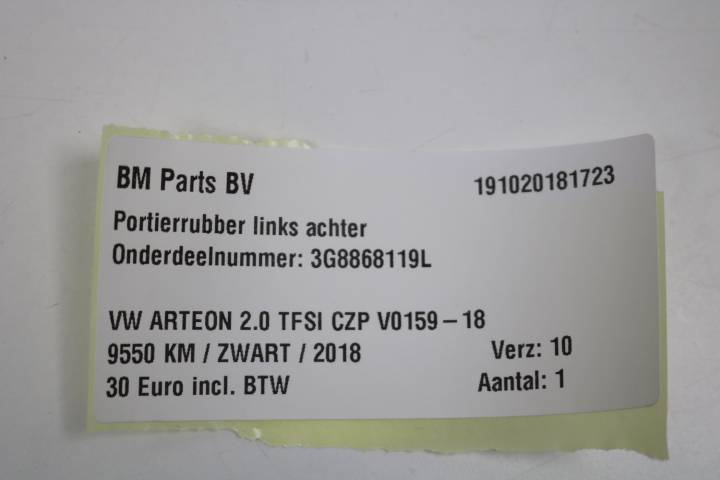 BM Parts BV 191020181723
Portierrubber links achter
Onderdeelnummer: 3G8868119L
VW ARTEON 2.0 TFSI CZP V0159-18
9550 KM / ZWART / 2018 Verz: 10
30 Euro incl. BTW Aantal: 1